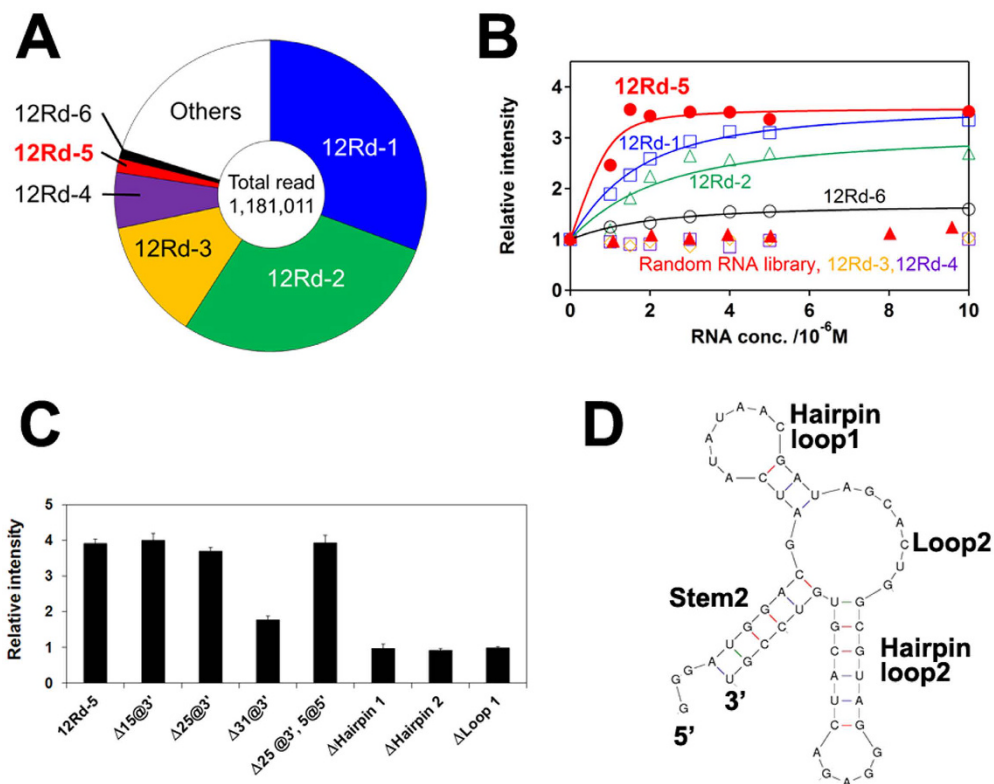 A
Others
12Rd-6
12Rd-5
12Rd-4
12Rd-3
12Rd-2
12Rd-1
Total read
1,181,011
B
Relative intensity
4
3
2
1
0
0 2 4 6 8 10
12Rd-5
12Rd-1
12Rd-2
12Rd-6
Random RNA library, 12Rd-3, 12Rd-4
RNA conc. /10-6M
C
Relative intensity
5
4
3
2
1
0
12Rd-5
Δ15@3'
Δ25@3'
Δ31@3'
Δ25 @3', 5@5'
ΔHairpin 1
ΔHairpin 2
ΔLoop 1
D
Hairpin
loop1
Loop2
Stem2
Hairpin
loop2
3'
5'